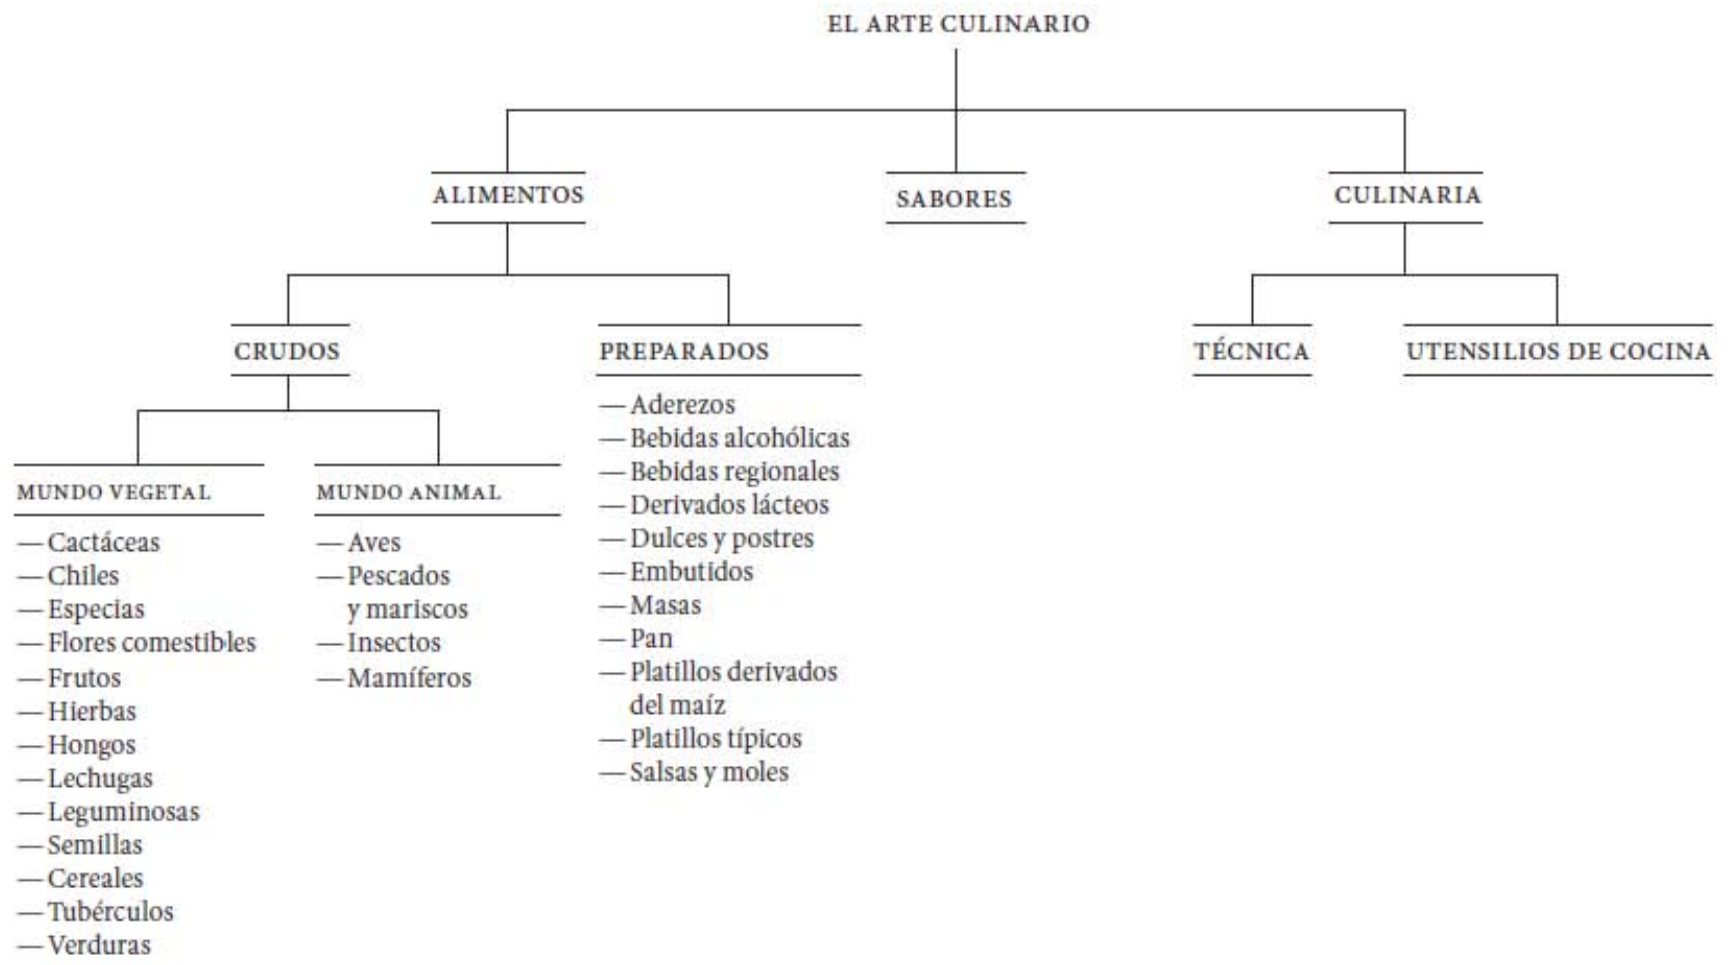 EL ARTE CULINARIO
ALIMENTOS
SABORES
CULINARIA
CRUDOS
PREPARADOS
TÉCNICA
UTENSILIOS DE COCINA
MUNDO VEGETAL
— Cactáceas
— Chiles
— Especias
— Flores comestibles
— Frutos
— Hierbas
— Hongos
— Lechugas
— Leguminosas
— Semillas
— Cereales
— Tubérculos
— Verduras
MUNDO ANIMAL
— Aves
— Pescados
y mariscos
— Insectos
— Mamíferos
— Aderezos
— Bebidas alcohólicas
— Bebidas regionales
— Derivados lácteos
— Dulces y postres
— Embutidos
— Masas
— Pan
— Platillos derivados
del maíz
— Platillos típicos
— Salsas y moles